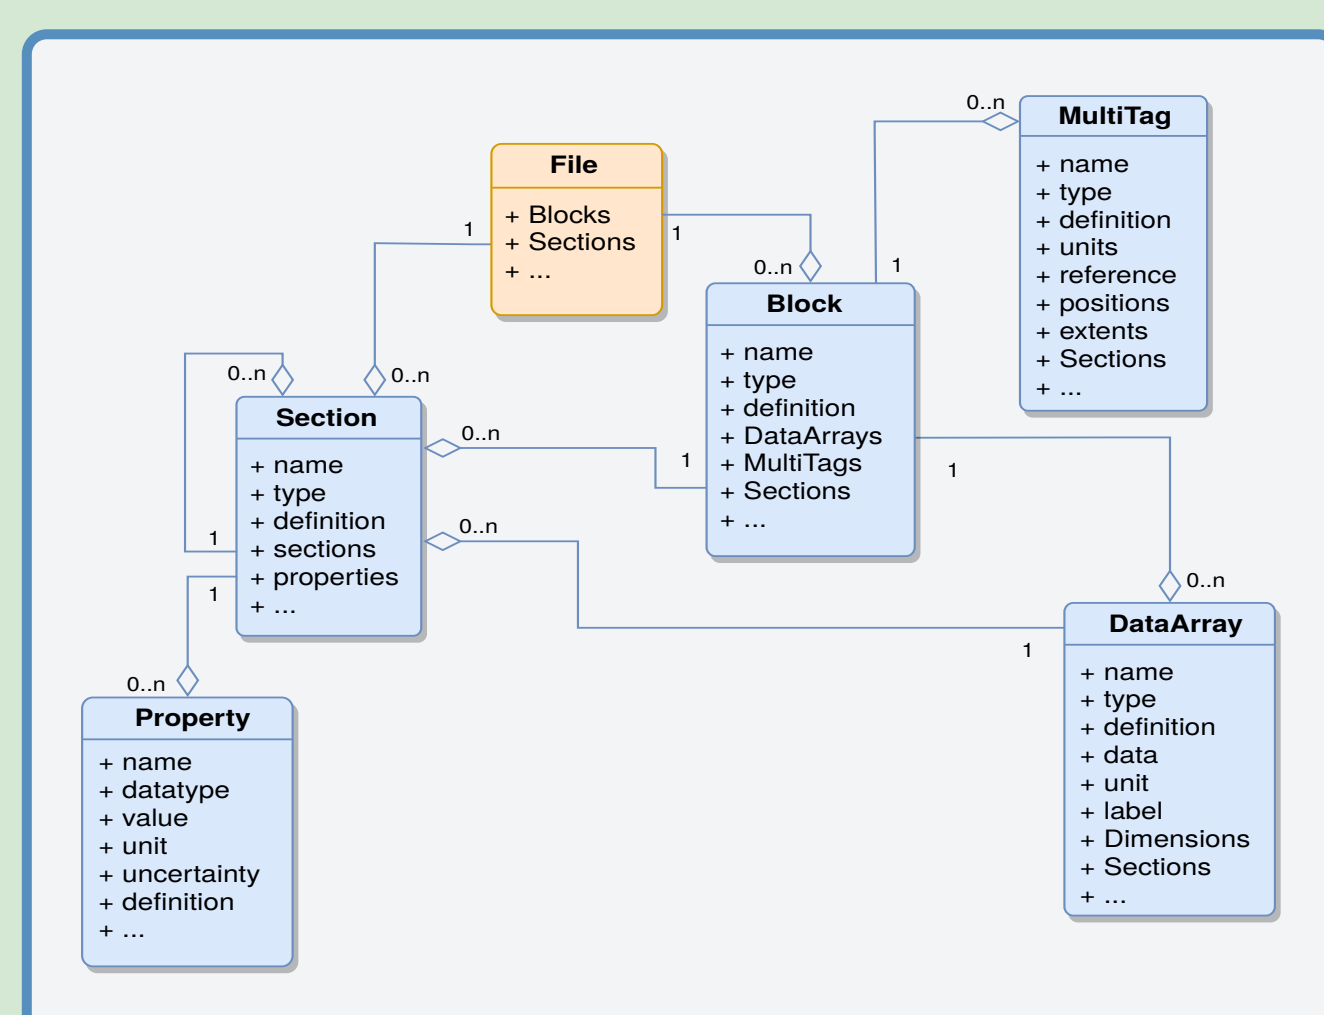 File
+ Blocks
+ Sections
+ ...
1
1
0..n
0..n
MultiTag
+ name
+ type
+ definition
+ units
+ reference
+ positions
+ extents
+ Sections
+ ...
0..n
1
Block
+ name
+ type
+ definition
+ DataArrays
+ MultiTags
+ Sections
+ ...
1
1
0..n
Section
+ name
+ type
+ definition
+ sections
+ properties
+ ...
0..n
0..n
0..n
1
1
1
0..n
Property
+ name
+ datatype
+ value
+ unit
+ uncertainty
+ definition
+ ...
0..n
DataArray
+ name
+ type
+ definition
+ data
+ unit
+ label
+ Dimensions
+ Sections
+ ...